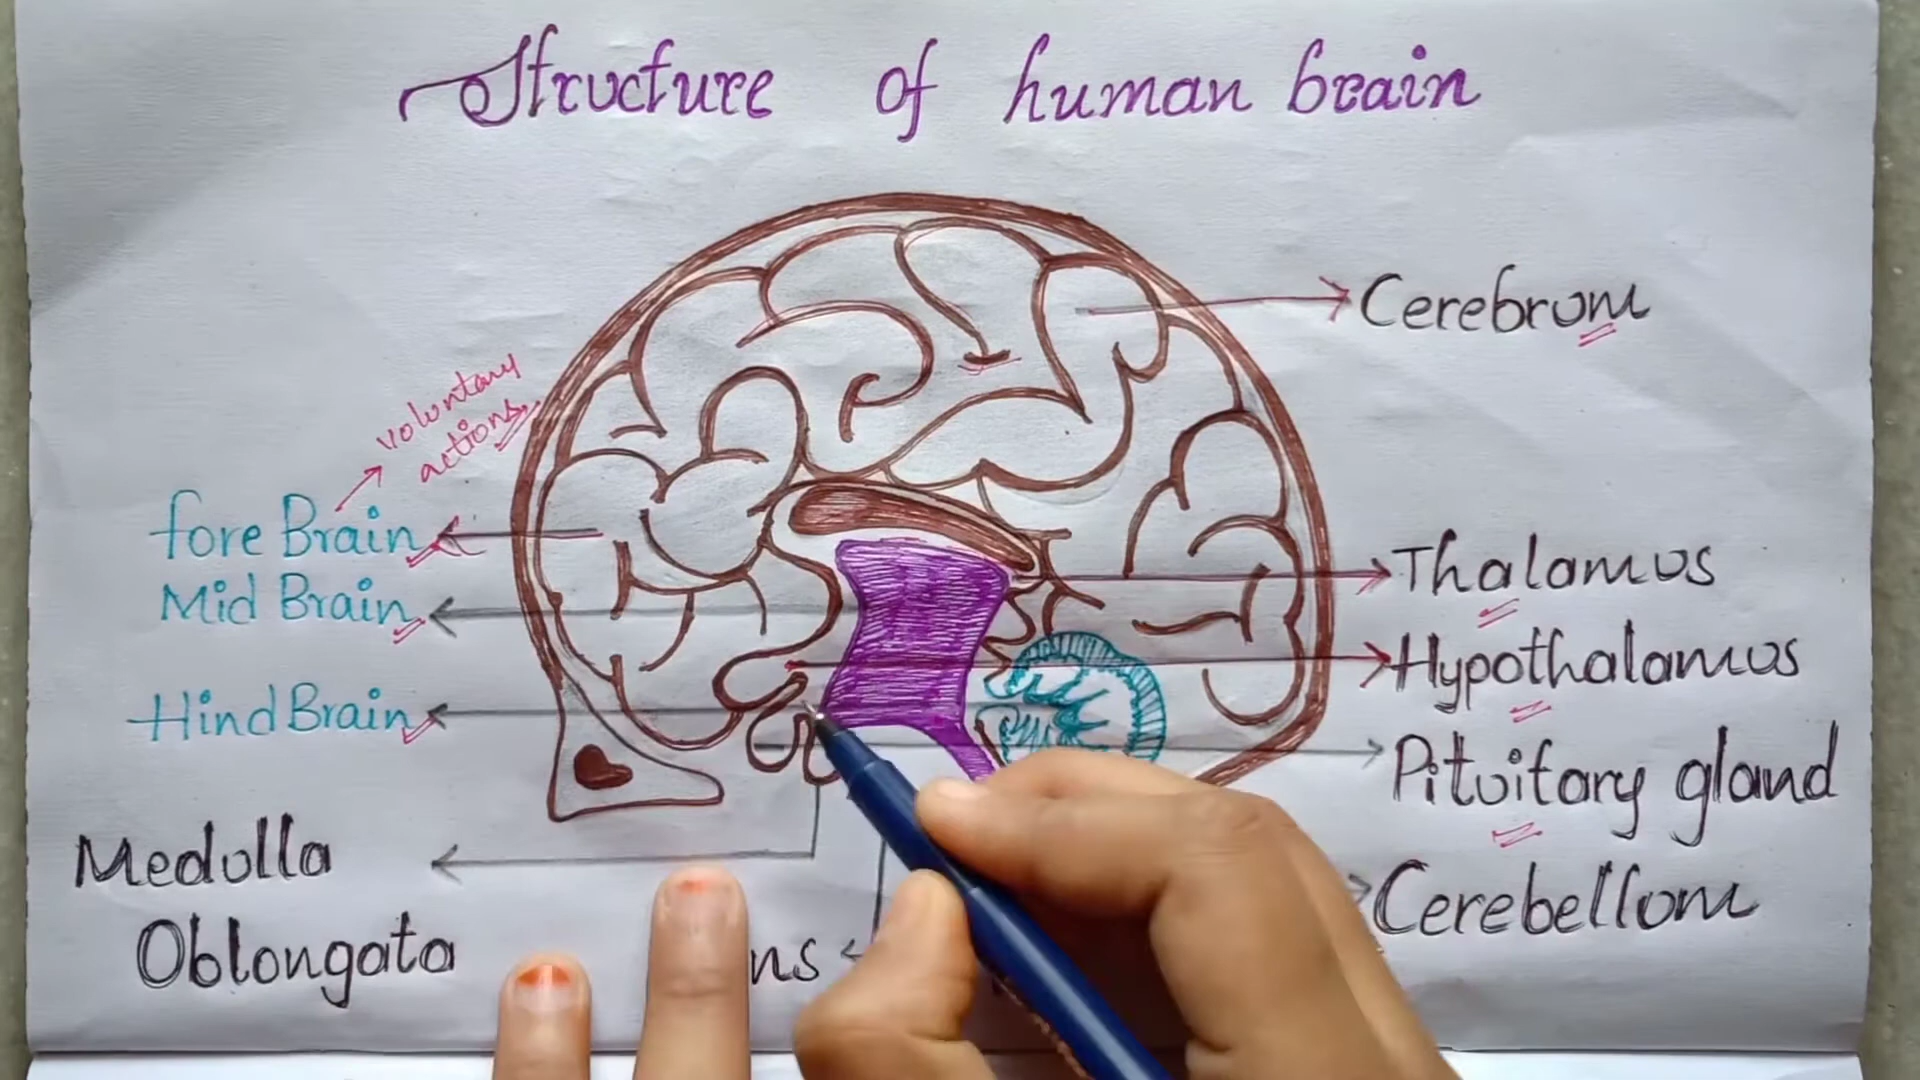 Structure of human brain
Cerebrum
voluntary
actions
fore Brain
Mid Brain
Hind Brain
Thalamus
Hypothalamus
Pituitary gland
Cerebellum
Medulla
Oblongata
ns